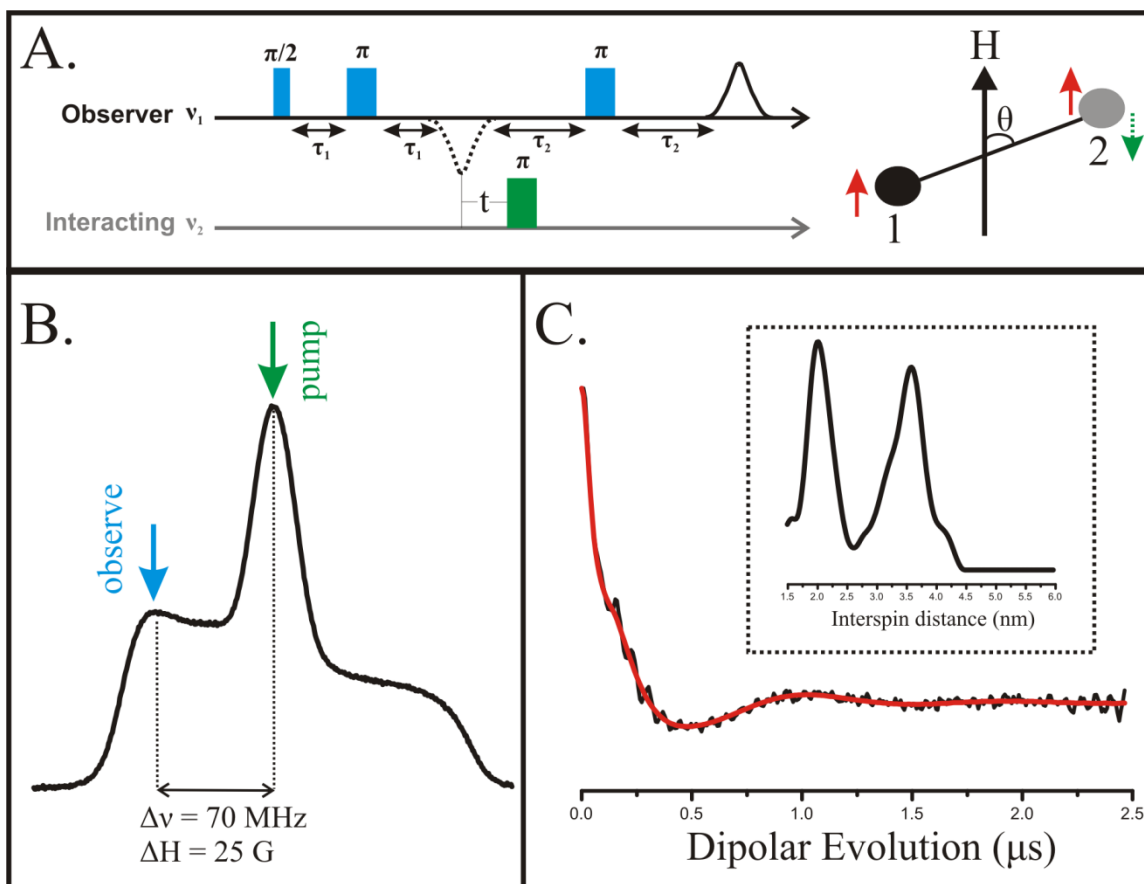 A.
π/2
π
π
Observer ν₁
τ₁
τ₁
τ₂
τ₂
π
t
Interacting ν₂
H
θ
1
2
B.
observe
pump
Δν = 70 MHz
ΔH = 25 G
C.
1.5 2.0 2.5 3.0 3.5 4.0 4.5 5.0 5.5 6.0
Interspin distance (nm)
0.0 0.5 1.0 1.5 2.0 2.5
Dipolar Evolution (μs)